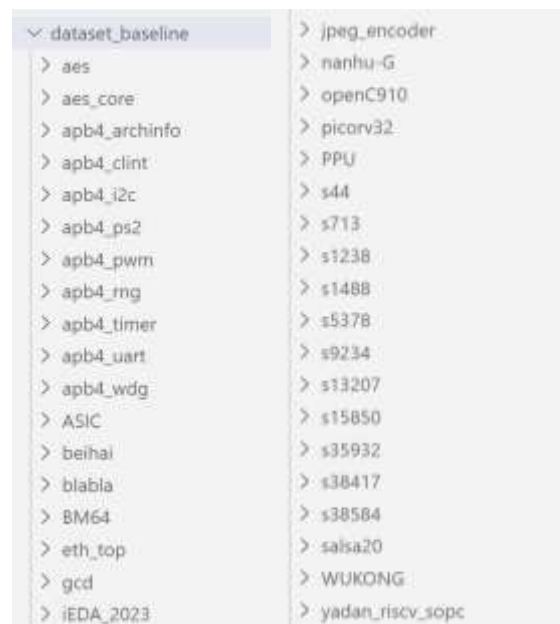 dataset_baseline
aes
aes_core
apb4_archinfo
apb4_clint
apb4_i2c
apb4_ps2
apb4_pwm
apb4_rng
apb4_timer
apb4_uart
apb4_wdg
ASIC
beihai
blabla
BM64
eth_top
gcd
iEDA_2023
jpeg_encoder
nanhu-G
openC910
picorv32
PPU
s44
s713
s1238
s1488
s5378
s9234
s13207
s15850
s35932
s38417
s38584
salsa20
WUKONG
yadan_riscv_sopc